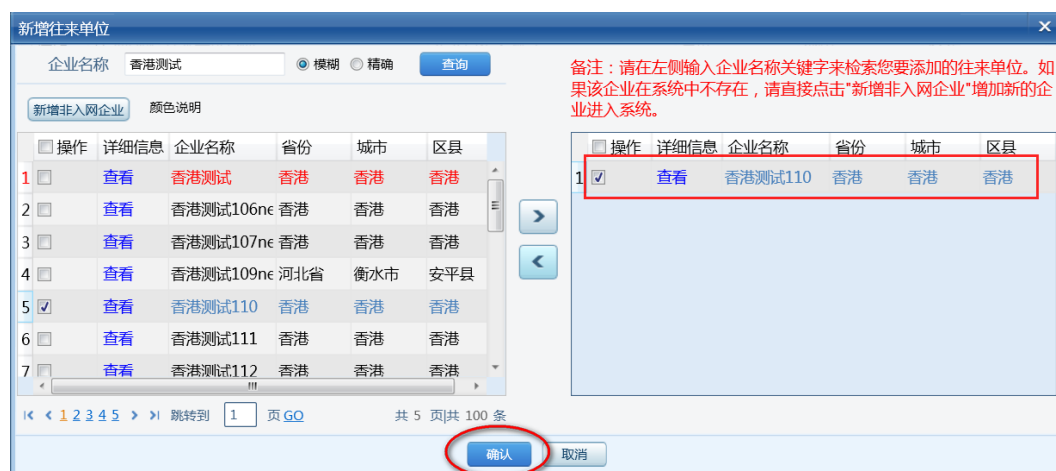 新增往来单位
企业名称 香港测试 模糊 精确 查询
新增非入网企业 颜色说明
备注：请在左侧输入企业名称关键字来检索您要添加的往来单位。如
果该企业在系统中不存在，请直接点击"新增非入网企业"增加新的企
业进入系统。
操作 详细信息 企业名称 省份 城市 区县
1 查看 香港测试 香港 香港 香港
2 查看 香港测试106ne 香港 香港 香港
3 查看 香港测试107ne 香港 香港 香港
4 查看 香港测试109ne 河北省 衡水市 安平县
5 查看 香港测试110 香港 香港 香港
6 查看 香港测试111 香港 香港 香港
7 查看 香港测试112 香港 香港 香港
跳转到 1 页 GO 共 5 页|共 100 条
1 2 3 4 5
操作 详细信息 企业名称 省份 城市 区县
1 查看 香港测试110 香港 香港 香港
确认 取消